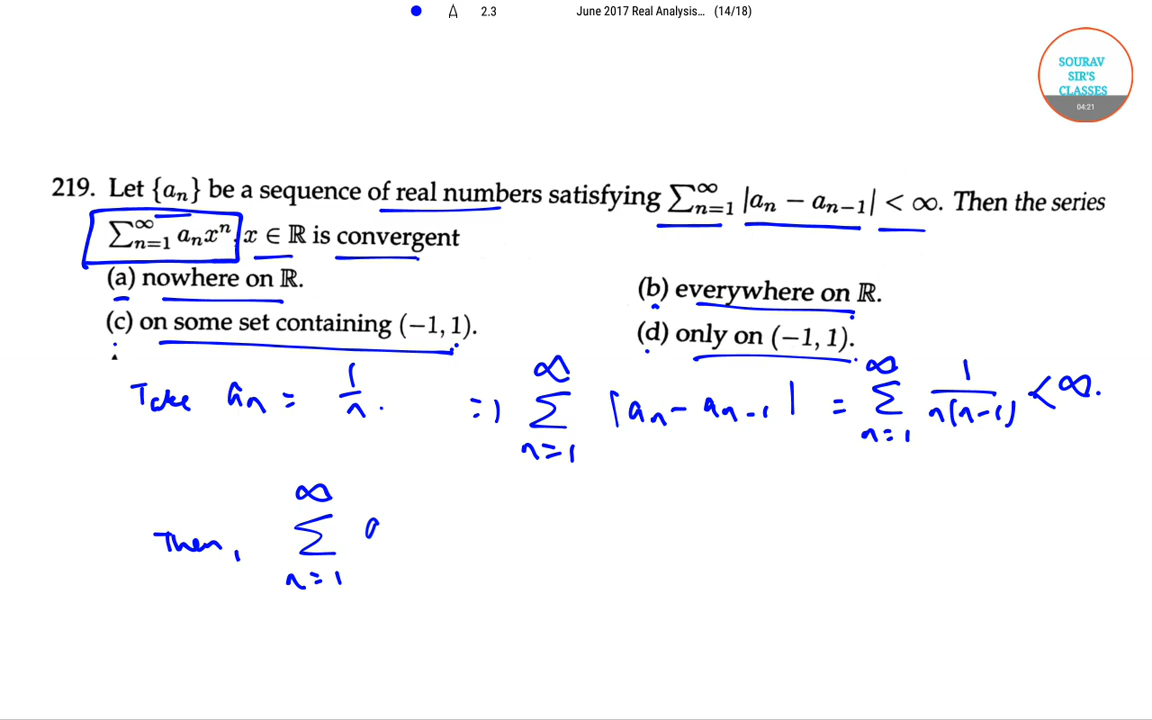 2.3 June 2017 Real Analysis... (14/18)
SOURAV
SIR'S
CLASSES
04:21
219. Let {aₙ} be a sequence of real numbers satisfying ∑ₙ₌₁^∞ |aₙ − aₙ₋₁| < ∞. Then the series
∑ₙ₌₁^∞ aₙxⁿ, x ∈ ℝ is convergent
(a) nowhere on ℝ. (b) everywhere on ℝ.
(c) on some set containing (−1, 1). (d) only on (−1, 1).
Take aₙ = 1/n. => ∑ₙ₌₁^∞ |aₙ - aₙ₋₁| = ∑ₙ₌₁^∞ 1/n(n-1) < ∞.
Then, ∑ₙ₌₁^∞